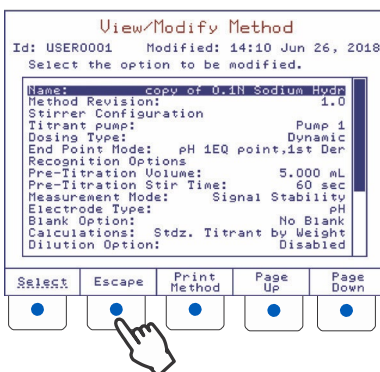 View/Modify Method
Id: USER0001 Modified: 14:10 Jun 26, 2018
Select the option to be modified.
Name: copy of 0.1N Sodium Hydr
Method Revision: 1.0
Stirrer Configuration
Titrant pump: Pump 1
Dosing Type: Dynamic
End Point Mode: pH 1EQ point,1st Der
Recognition Options
Pre-Titration Volume: 5.000 mL
Pre-Titration Stir Time: 60 sec
Measurement Mode: Signal Stability
Electrode Type: pH
Blank Option: No Blank
Calculations: Stdz. Titrant by Weight
Dilution Option: Disabled
Select Escape Print Method Page Up Page Down